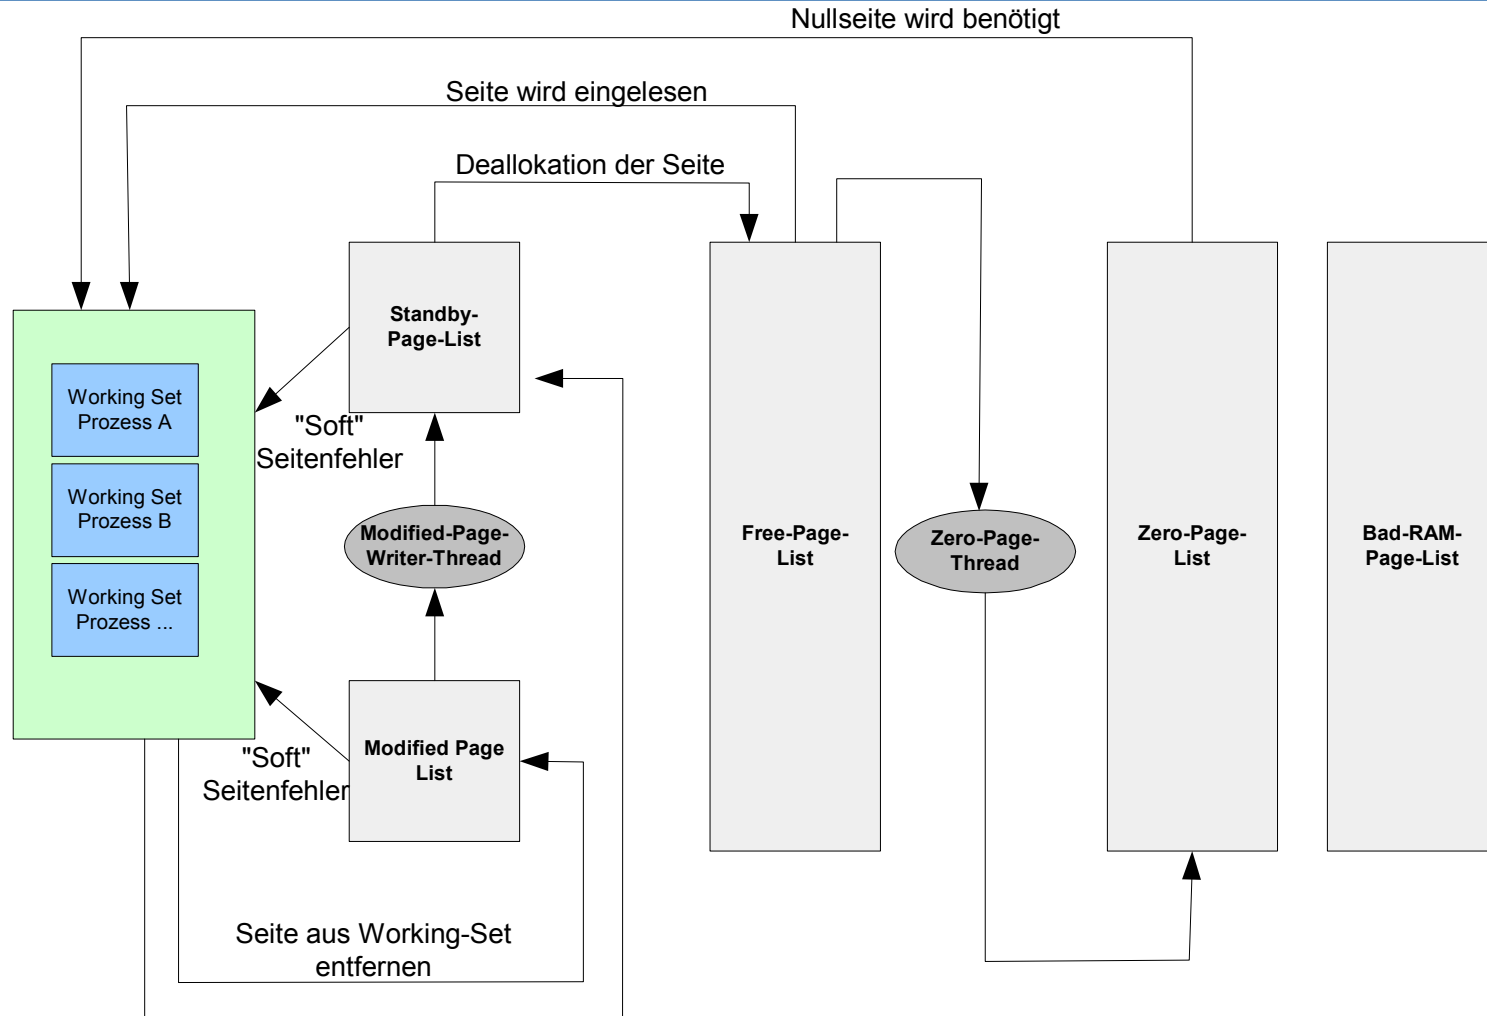 Nullseite wird benötigt
Seite wird eingelesen
Deallokation der Seite
Standby-
Page-List
Working Set
Prozess A
"Soft"
Seitenfehler
Working Set
Prozess B
Modified-Page-
Writer-Thread
Free-Page-
List
Zero-Page-
Thread
Zero-Page-
List
Bad-RAM-
Page-List
Working Set
Prozess ...
Modified Page
List
"Soft"
Seitenfehler
Seite aus Working-Set
entfernen